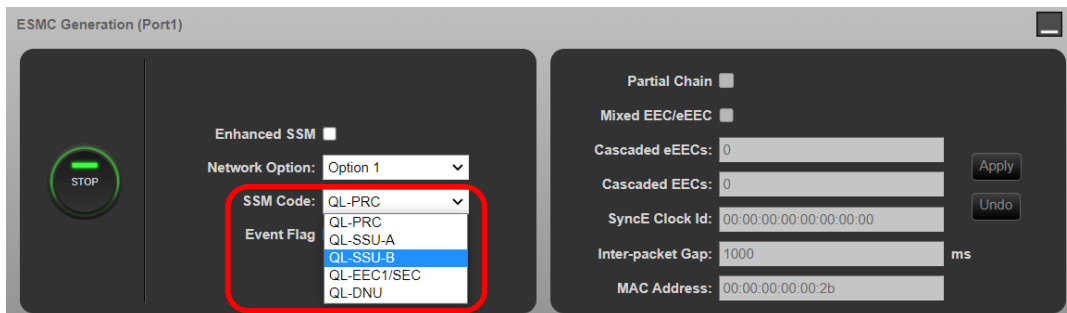 ESMC Generation (Port1)
STOP
Enhanced SSM
Network Option: Option 1
SSM Code: QL-PRC
QL-PRC
QL-SSU-A
QL-SSU-B
QL-EEC1/SEC
QL-DNU
Event Flag
Partial Chain
Mixed EEC/eEEC
Cascaded eEECs: 0
Cascaded EECs: 0
SyncE Clock Id: 00:00:00:00:00:00:00:00
Inter-packet Gap: 1000 ms
MAC Address: 00:00:00:00:00:2b
Apply
Undo